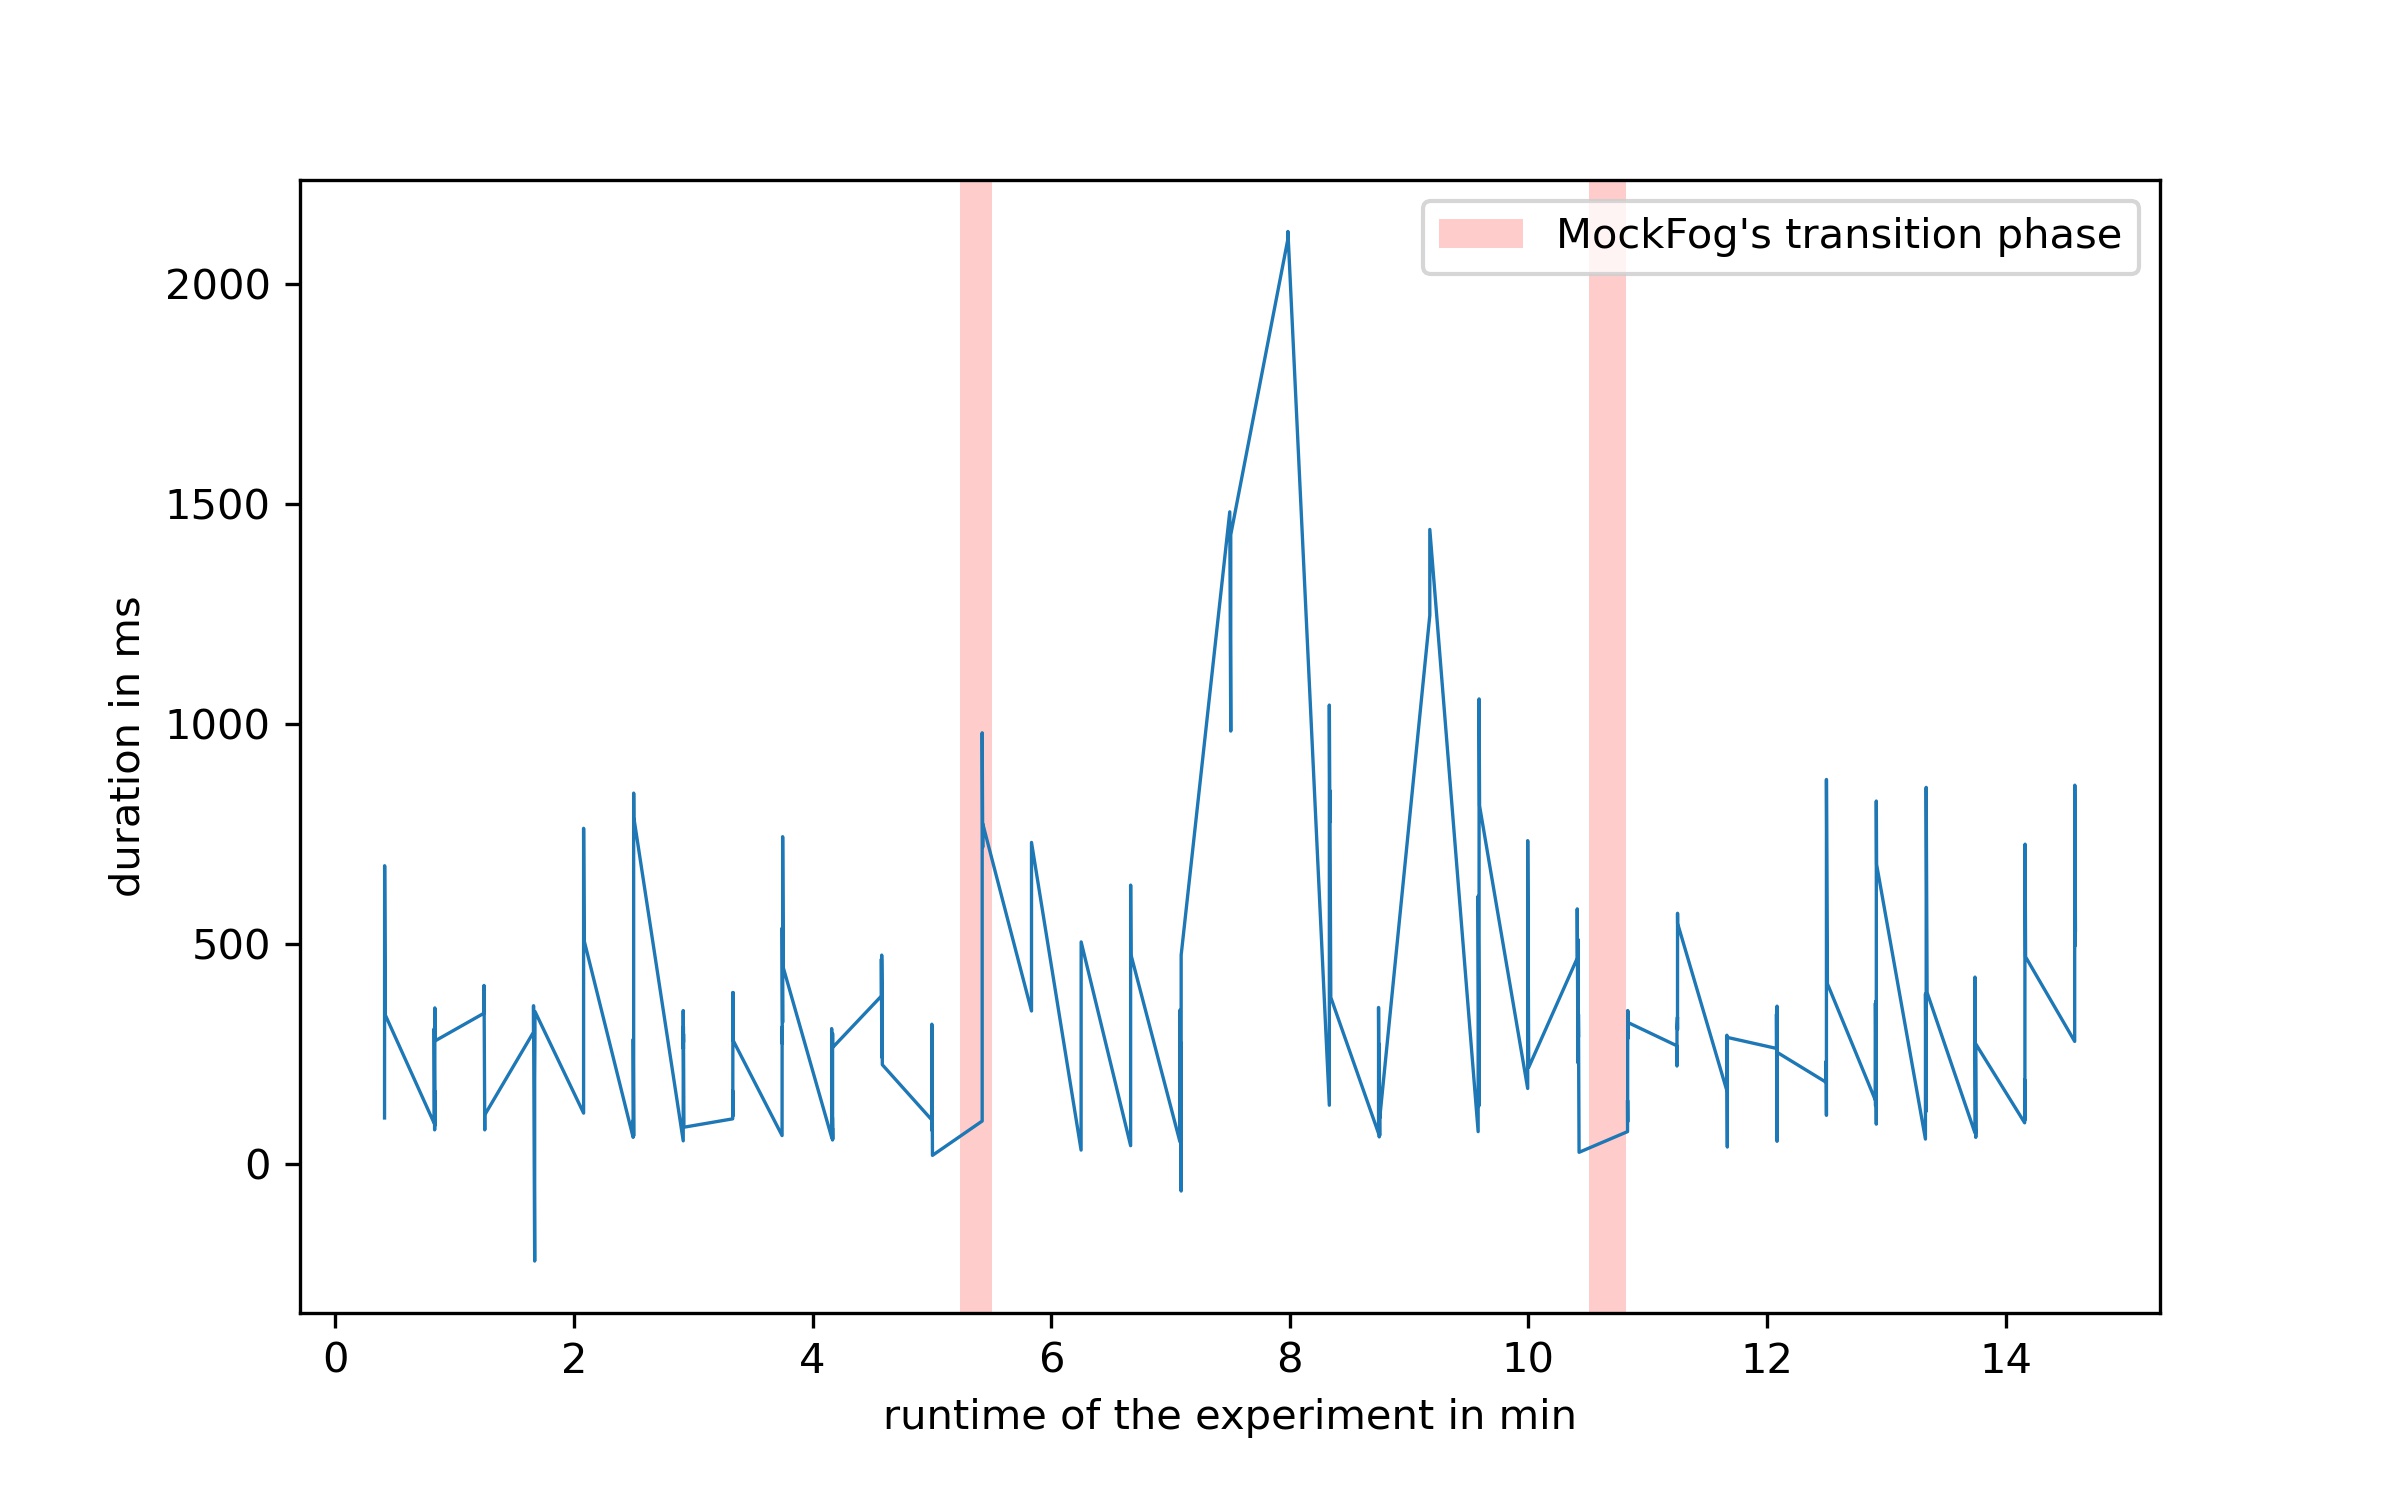 MockFog's transition phase
2000
1500
1000
500
0
duration in ms
0 2 4 6 8 10 12 14
runtime of the experiment in min